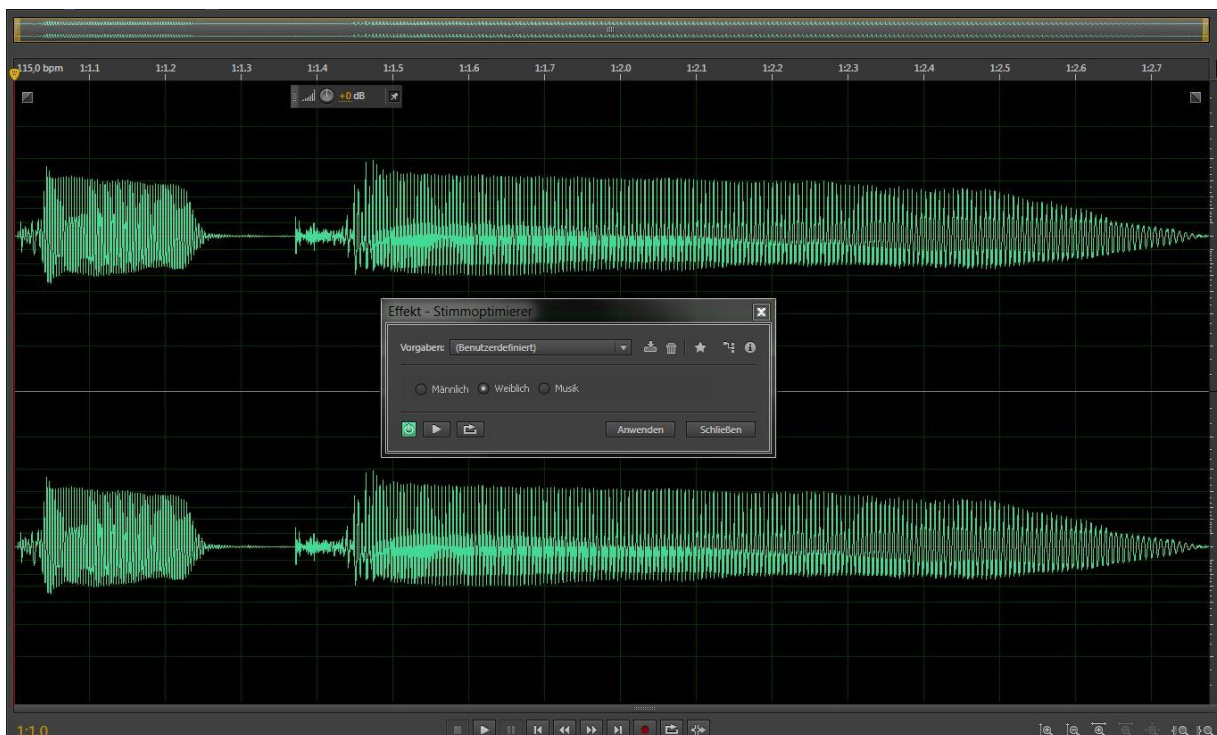 115,0 bpm 1:1.1 1:1.2 1:1.3 1:1.4 1:1.5 1:1.6 1:1.7 1:2.0 1:2.1 1:2.2 1:2.3 1:2.4 1:2.5 1:2.6 1:2.7
+0 dB
Effekt - Stimmoptimierer
Vorgaben: (Benutzerdefiniert)
Männlich Weiblich Musik
Anwenden Schließen
1:1.0